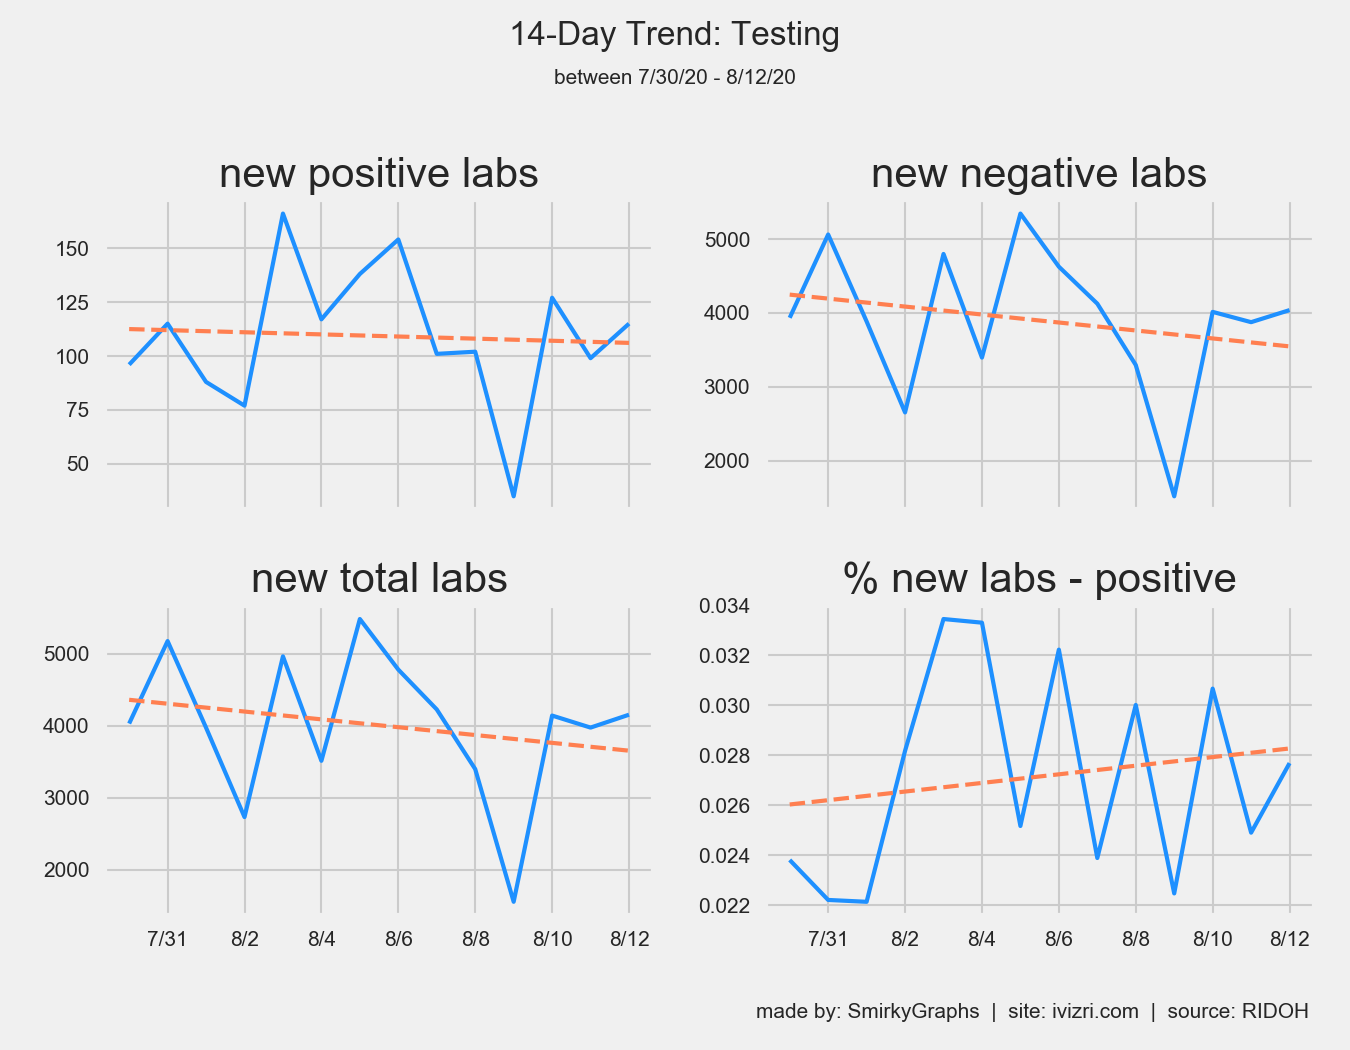 14-Day Trend: Testing
between 7/30/20 - 8/12/20
new positive labs
150
125
100
75
50
new negative labs
5000
4000
3000
2000
new total labs
5000
4000
3000
2000
7/31 8/2 8/4 8/6 8/8 8/10 8/12
% new labs - positive
0.034
0.032
0.030
0.028
0.026
0.024
0.022
7/31 8/2 8/4 8/6 8/8 8/10 8/12
made by: SmirkyGraphs | site: ivizri.com | source: RIDOH